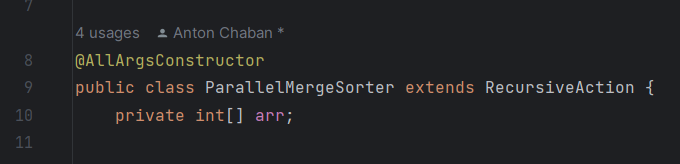 7
4 usages Anton Chaban *
8 @AllArgsConstructor
9 public class ParallelMergeSorter extends RecursiveAction {
10 private int[] arr;
11